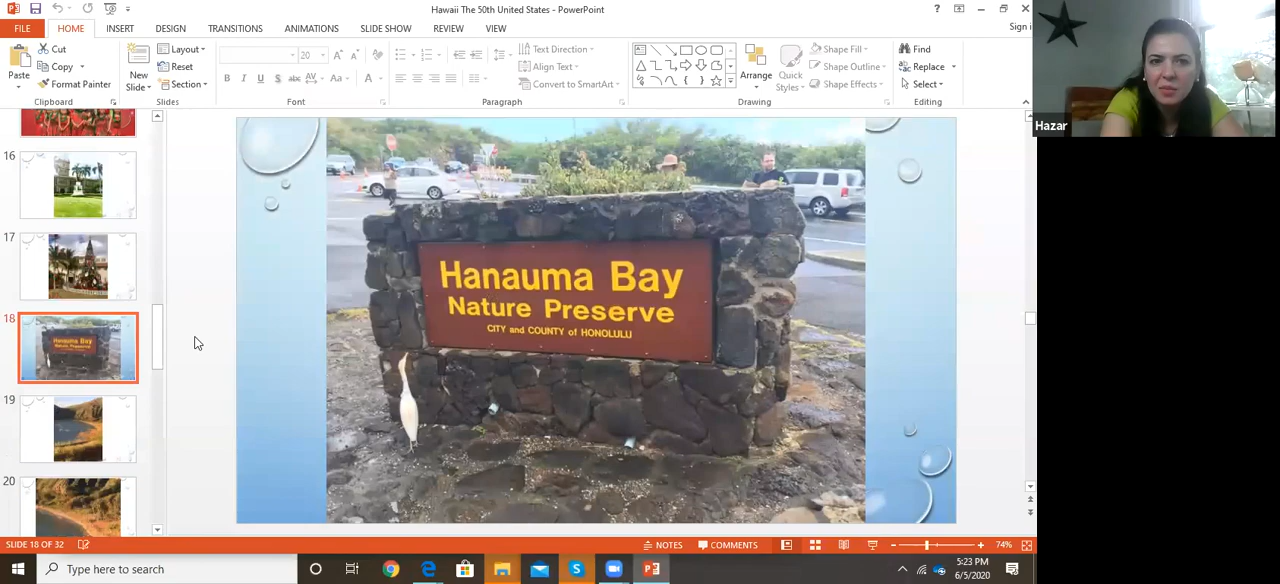 Hawaii The 50th United States - PowerPoint
Sign in
FILE
HOME
INSERT
DESIGN
TRANSITIONS
ANIMATIONS
SLIDE SHOW
REVIEW
VIEW
Paste
Cut
Copy
Format Painter
Clipboard
New
Slide
Layout
Reset
Section
Slides
20
Font
Paragraph
Text Direction
Align Text
Convert to SmartArt
Arrange
Quick
Styles
Shape Fill
Shape Outline
Shape Effects
Drawing
Find
Replace
Select
Editing
Hazar
16
17
18
19
20
Hanauma Bay
Nature Preserve
CITY and COUNTY of HONOLULU
SLIDE 18 OF 32
NOTES
COMMENTS
74%
Type here to search
5:23 PM
6/5/2020